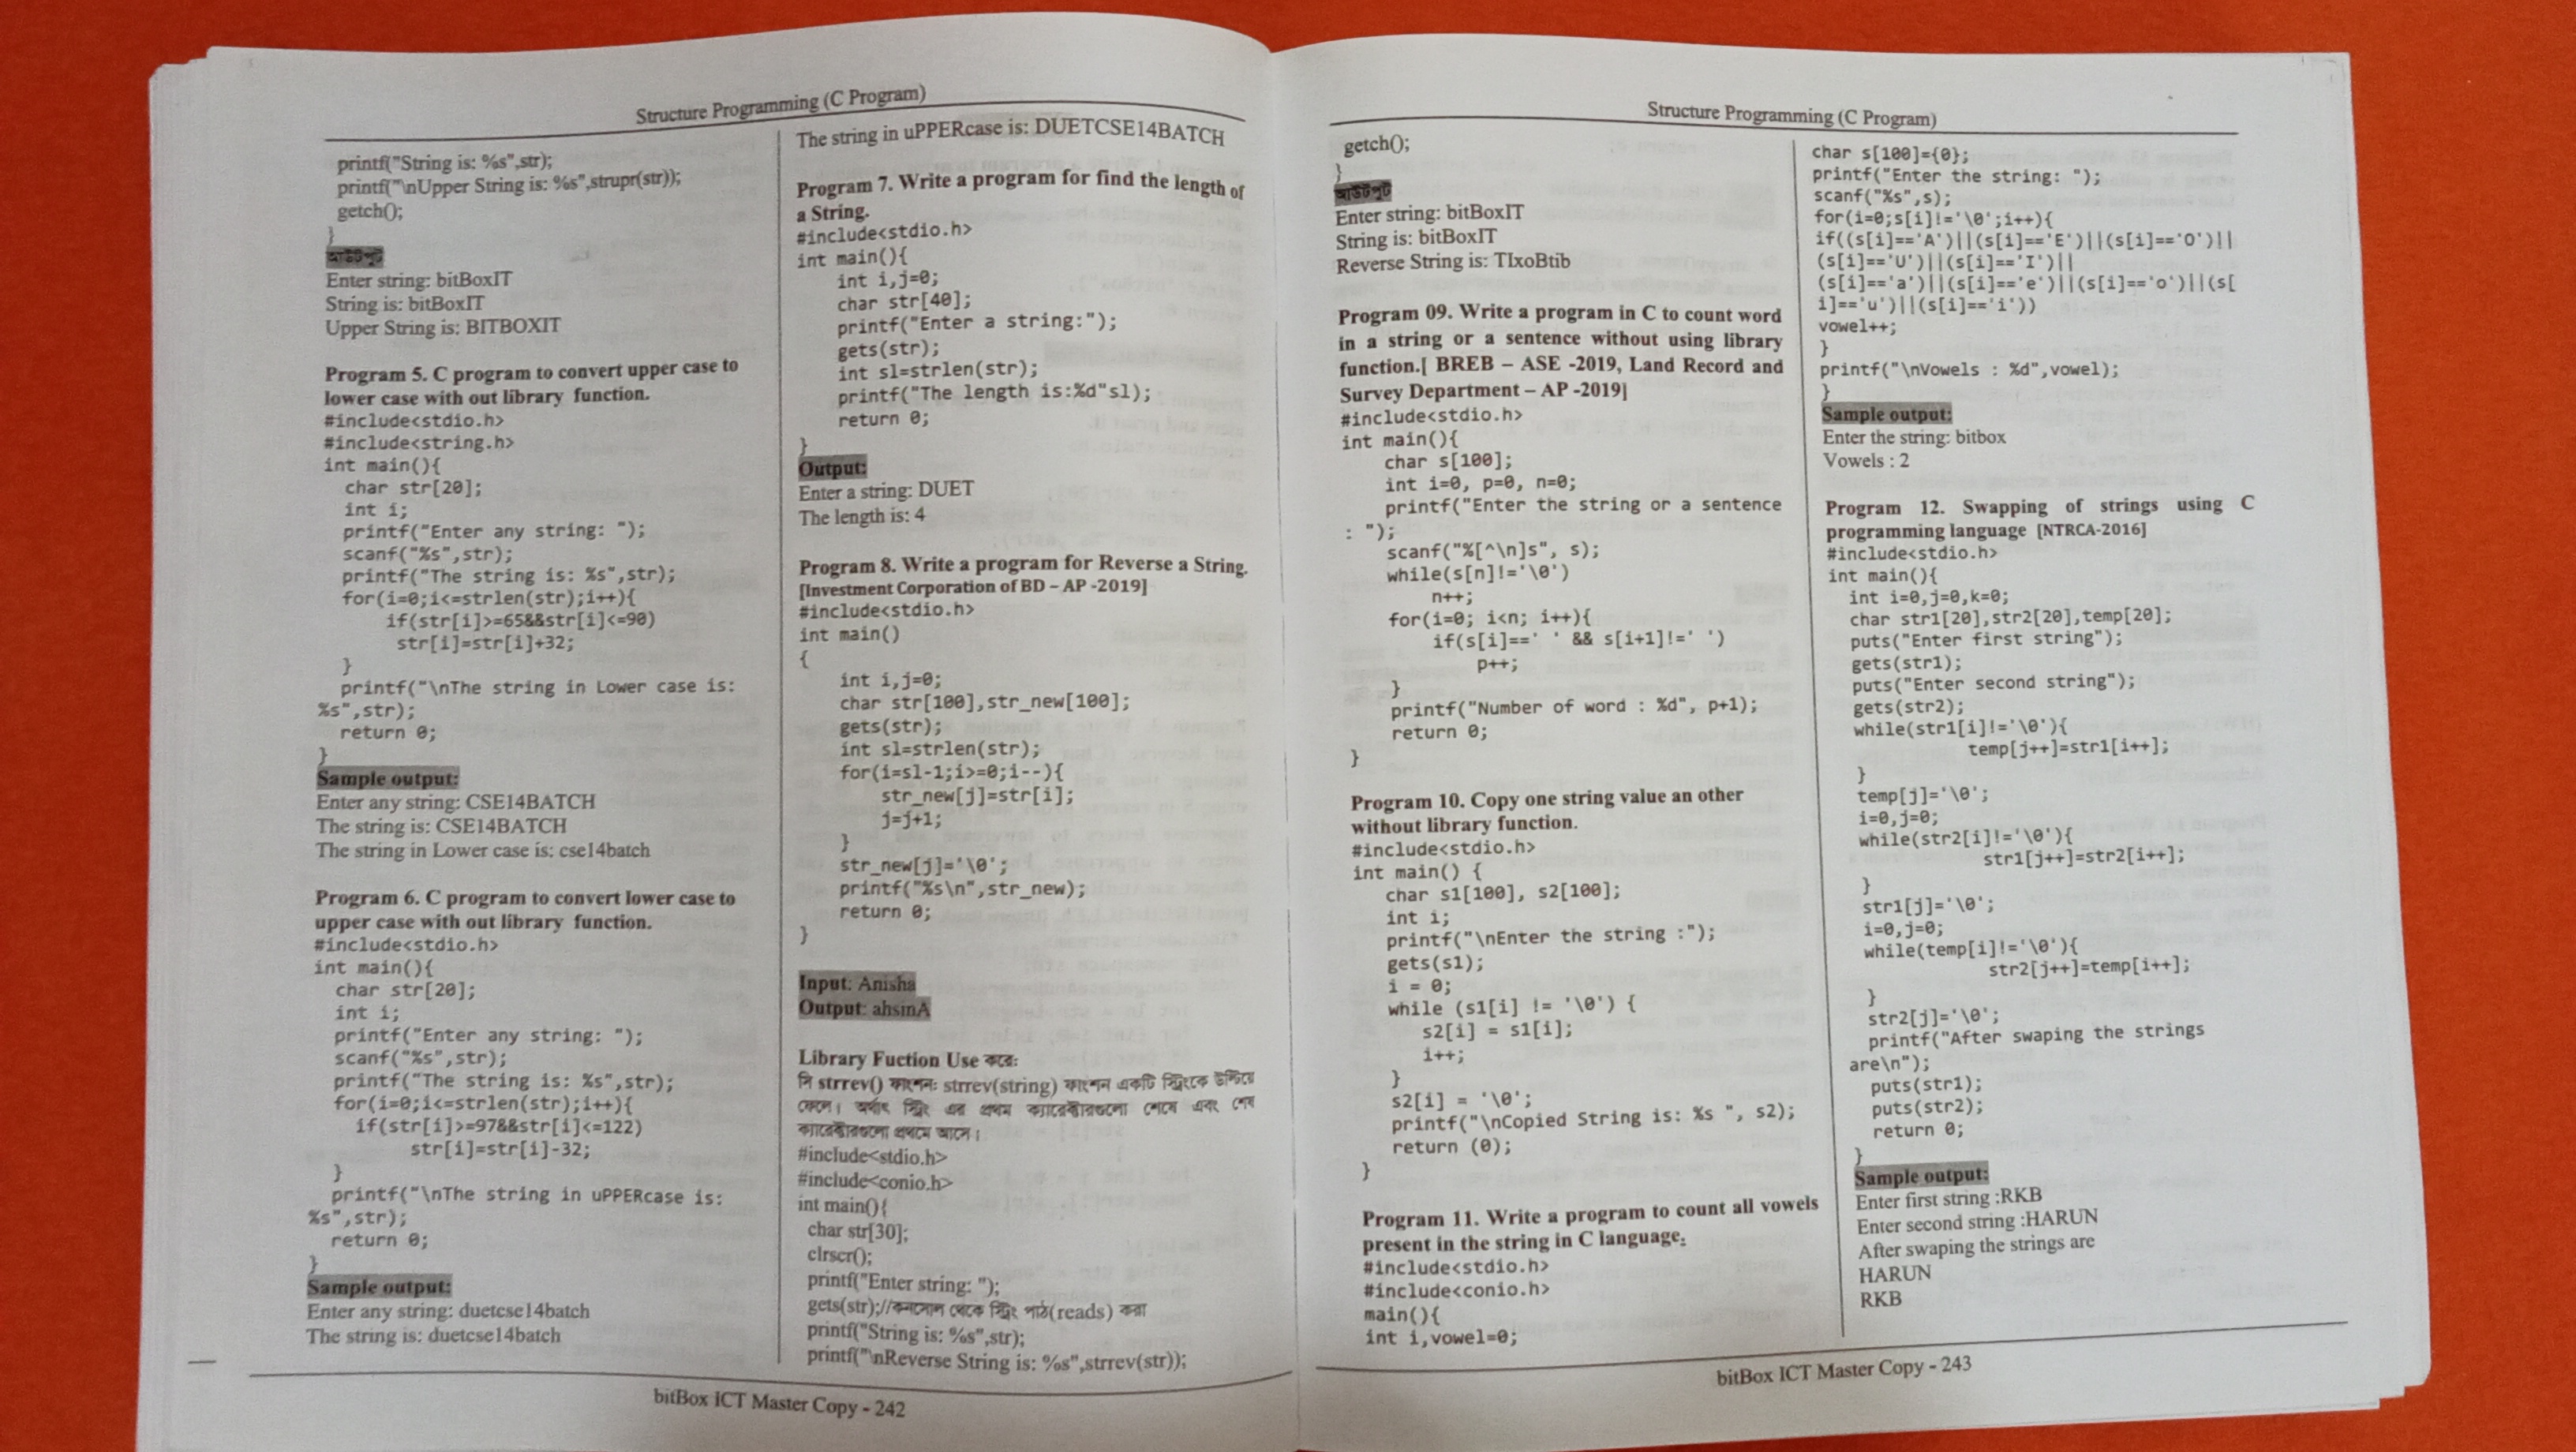 Structure Programming (C Program)
printf("String is: %s",str);
printf("\nUpper String is: %s",strupr(str));
getch();
}
আউটপুট
Enter string: bitBoxIT
String is: bitBoxIT
Upper String is: BITBOXIT
Program 5. C program to convert upper case to
lower case with out library function.
#include<stdio.h>
#include<string.h>
int main(){
char str[20];
int i;
printf("Enter any string: ");
scanf("%s",str);
printf("The string is: %s",str);
for(i=0;i<=strlen(str);i++){
if(str[i]>=65&&str[i]<=90)
str[i]=str[i]+32;
}
printf("\nThe string in Lower case is:
%s",str);
return 0;
}
Sample output:
Enter any string: CSE14BATCH
The string is: CSE14BATCH
The string in Lower case is: cse14batch
Program 6. C program to convert lower case to
upper case with out library function.
#include<stdio.h>
int main(){
char str[20];
int i;
printf("Enter any string: ");
scanf("%s",str);
printf("The string is: %s",str);
for(i=0;i<=strlen(str);i++){
if(str[i]>=97&&str[i]<=122)
str[i]=str[i]-32;
}
printf("\nThe string in uPPERcase is:
%s",str);
return 0;
}
Sample output:
Enter any string: duetcse14batch
The string is: duetcse14batch
The string in uPPERcase is: DUETCSE14BATCH
Program 7. Write a program for find the length of
a String.
#include<stdio.h>
int main(){
int i,j=0;
char str[40];
printf("Enter a string:");
gets(str);
int sl=strlen(str);
printf("The length is:%d"sl);
return 0;
}
Output:
Enter a string: DUET
The length is: 4
Program 8. Write a program for Reverse a String.
[Investment Corporation of BD – AP -2019]
#include<stdio.h>
int main()
{
int i,j=0;
char str[100],str_new[100];
gets(str);
int sl=strlen(str);
for(i=sl-1;i>=0;i--){
str_new[j]=str[i];
j=j+1;
}
str_new[j]='\0';
printf("%s\n",str_new);
return 0;
}
Input: Anisha
Output: ahsinA
Library Fuction Use করে:
সি strrev() ফাংশন: strrev(string) ফাংশন একটি স্ট্রিংকে উল্টিয়ে
ফেলে। অর্থাৎ স্ট্রিং এর প্রথম ক্যারেক্টারগুলো শেষে এবং শেষ
ক্যারেক্টারগুলো প্রথমে আসে।
#include<stdio.h>
#include<conio.h>
int main(){
char str[30];
clrscr();
printf("Enter string: ");
gets(str);//কনসোল থেকে স্ট্রিং পাঠ(reads) করা
printf("String is: %s",str);
printf("\nReverse String is: %s",strrev(str));
bitBox ICT Master Copy - 242
Structure Programming (C Program)
getch();
}
আউটপুট
Enter string: bitBoxIT
String is: bitBoxIT
Reverse String is: TIxoBtib
Program 09. Write a program in C to count word
in a string or a sentence without using library
function.[ BREB – ASE -2019, Land Record and
Survey Department – AP -2019]
#include<stdio.h>
int main(){
char s[100];
int i=0, p=0, n=0;
printf("Enter the string or a sentence
: ");
scanf("%[^\n]s", s);
while(s[n]!='\0')
n++;
for(i=0; i<n; i++){
if(s[i]==' ' && s[i+1]!=' ')
p++;
}
printf("Number of word : %d", p+1);
return 0;
}
Program 10. Copy one string value an other
without library function.
#include<stdio.h>
int main() {
char s1[100], s2[100];
int i;
printf("\nEnter the string :");
gets(s1);
i = 0;
while (s1[i] != '\0') {
s2[i] = s1[i];
i++;
}
s2[i] = '\0';
printf("\nCopied String is: %s ", s2);
return (0);
}
Program 11. Write a program to count all vowels
present in the string in C language.
#include<stdio.h>
#include<conio.h>
main(){
int i,vowel=0;
char s[100]={0};
printf("Enter the string: ");
scanf("%s",s);
for(i=0;s[i]!='\0';i++){
if((s[i]=='A')||(s[i]=='E')||(s[i]=='O')||
(s[i]=='U')||(s[i]=='I')||
(s[i]=='a')||(s[i]=='e')||(s[i]=='o')||(s[
i]=='u')||(s[i]=='i'))
vowel++;
}
printf("\nVowels : %d",vowel);
}
Sample output:
Enter the string: bitbox
Vowels : 2
Program 12. Swapping of strings using C
programming language [NTRCA-2016]
#include<stdio.h>
int main(){
int i=0,j=0,k=0;
char str1[20],str2[20],temp[20];
puts("Enter first string");
gets(str1);
puts("Enter second string");
gets(str2);
while(str1[i]!='\0'){
temp[j++]=str1[i++];
}
temp[j]='\0';
i=0,j=0;
while(str2[i]!='\0'){
str1[j++]=str2[i++];
}
str1[j]='\0';
i=0,j=0;
while(temp[i]!='\0'){
str2[j++]=temp[i++];
}
str2[j]='\0';
printf("After swaping the strings
are\n");
puts(str1);
puts(str2);
return 0;
}
Sample output:
Enter first string :RKB
Enter second string :HARUN
After swaping the strings are
HARUN
RKB
bitBox ICT Master Copy - 243